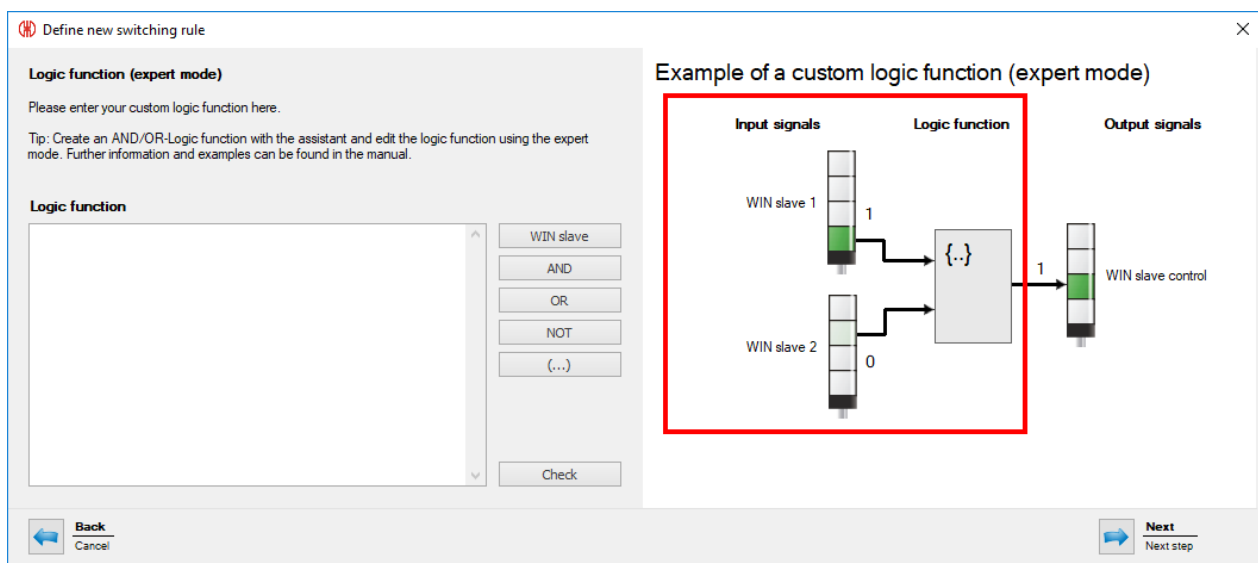 Define new switching rule
Logic function (expert mode)
Please enter your custom logic function here.
Tip: Create an AND/OR-Logic function with the assistant and edit the logic function using the expert
mode. Further information and examples can be found in the manual.
Logic function
WIN slave
AND
OR
NOT
(...)
Check
Example of a custom logic function (expert mode)
Input signals
Logic function
Output signals
WIN slave 1
1
{..}
1
WIN slave control
WIN slave 2
0
Back
Cancel
Next
Next step